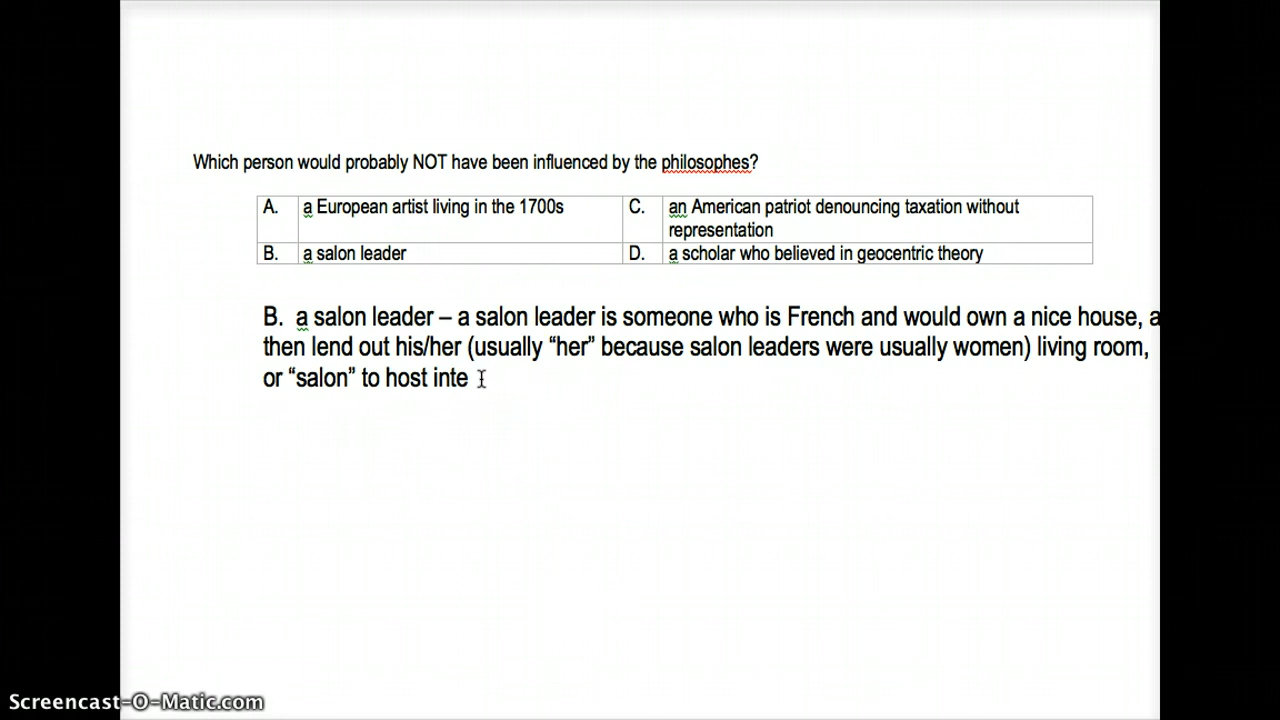 Which person would probably NOT have been influenced by the philosophes?
A. a European artist living in the 1700s C. an American patriot denouncing taxation without
representation
B. a salon leader D. a scholar who believed in geocentric theory
B. a salon leader – a salon leader is someone who is French and would own a nice house, a
then lend out his/her (usually “her” because salon leaders were usually women) living room,
or “salon” to host inte
Screencast-O-Matic.com